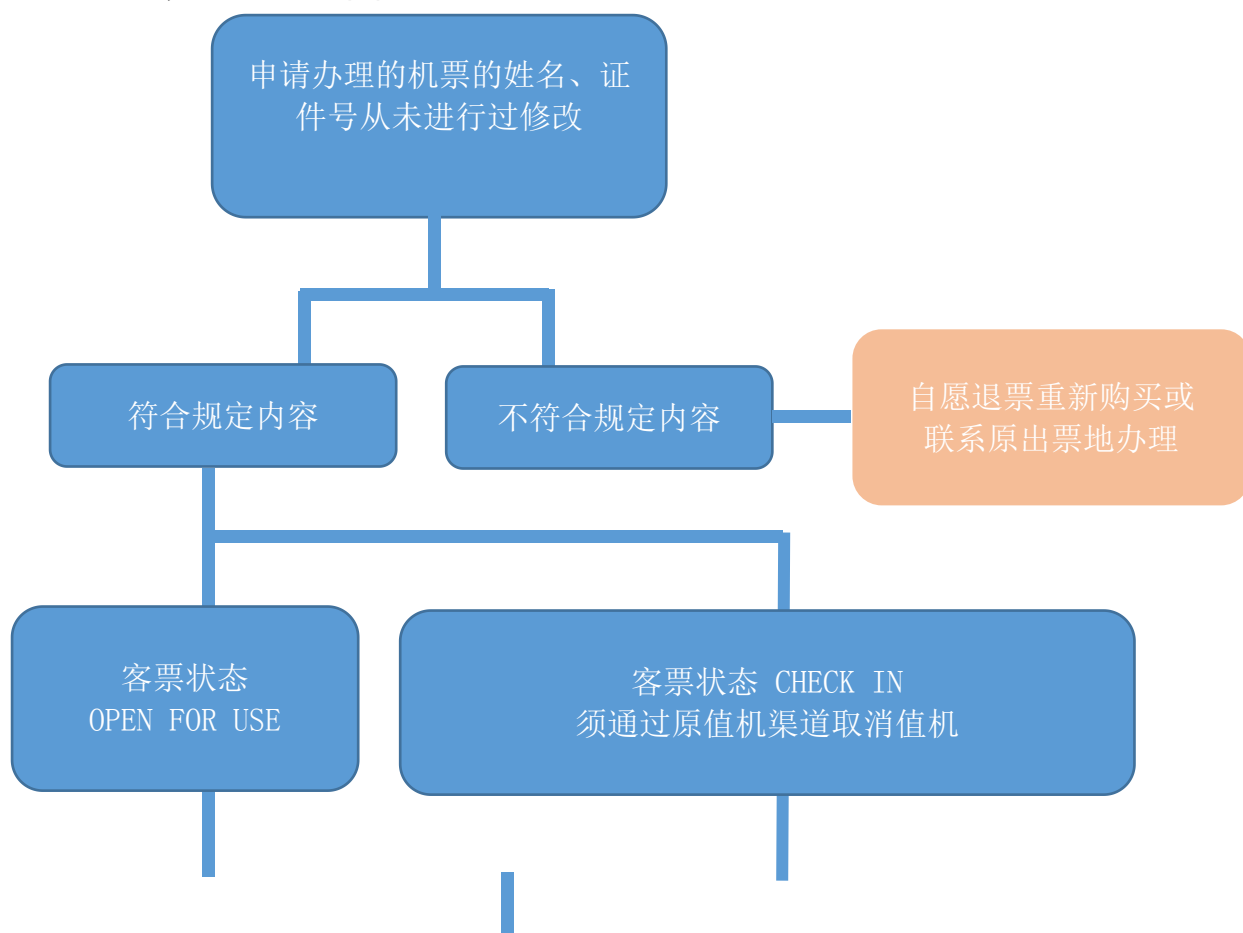 申请办理的机票的姓名、证
件号从未进行过修改
符合规定内容
不符合规定内容
自愿退票重新购买或
联系原出票地办理
客票状态
OPEN FOR USE
客票状态 CHECK IN
须通过原值机渠道取消值机